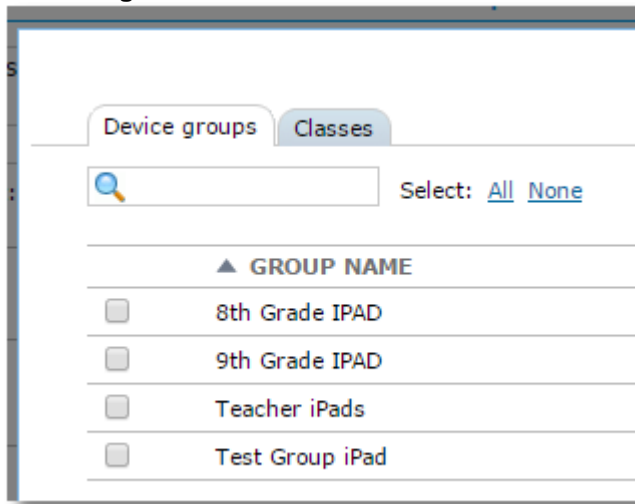 Device groups Classes
Select: All None
▲ GROUP NAME
8th Grade IPAD
9th Grade IPAD
Teacher iPads
Test Group iPad